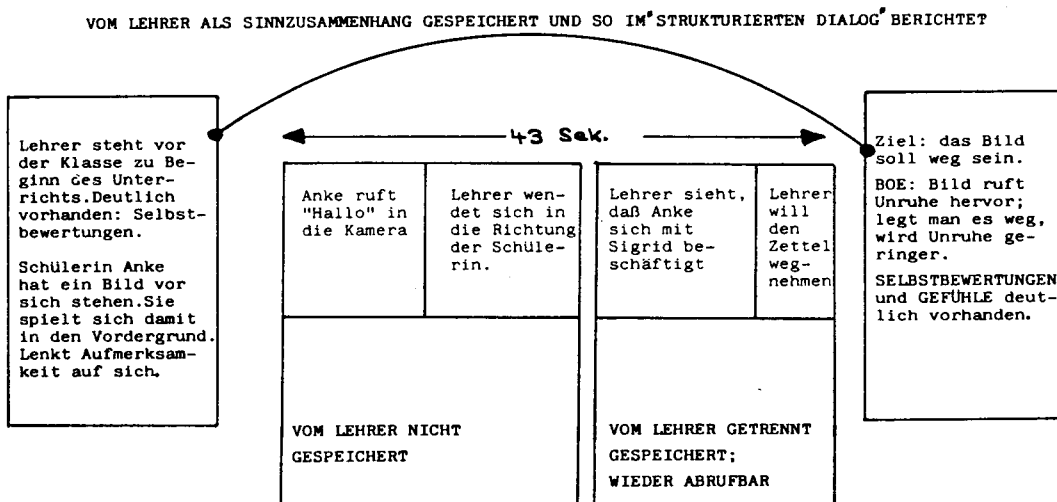 VOM LEHRER ALS SINNZUSAMMENHANG GESPEICHERT UND SO IM "STRUKTURIERTEN DIALOG" BERICHTET
Lehrer steht vor
der Klasse zu Be-
ginn des Unter-
richts.Deutlich
vorhanden: Selbst-
bewertungen.
Schülerin Anke
hat ein Bild vor
sich stehen.Sie
spielt sich damit
in den Vordergrund.
Lenkt Aufmerksam-
keit auf sich.
43 Sek.
Anke ruft
"Hallo" in
die Kamera
Lehrer wen-
det sich in
die Richtung
der Schüle-
rin.
VOM LEHRER NICHT
GESPEICHERT
Lehrer sieht,
daß Anke
sich mit
Sigrid be-
schäftigt
Lehrer
will
den
Zettel
weg-
nehmen
VOM LEHRER GETRENNT
GESPEICHERT;
WIEDER ABRUFBAR
Ziel: das Bild
soll weg sein.
BOE: Bild ruft
Unruhe hervor;
legt man es weg,
wird Unruhe ge-
ringer.
SELBSTBEWERTUNGEN
und GEFÜHLE deut-
lich vorhanden.